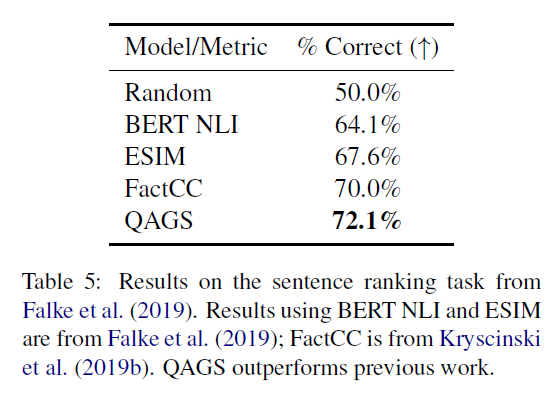 Model/Metric % Correct (↑)
Random 50.0%
BERT NLI 64.1%
ESIM 67.6%
FactCC 70.0%
QAGS 72.1%
Table 5: Results on the sentence ranking task from
Falke et al. (2019). Results using BERT NLI and ESIM
are from Falke et al. (2019); FactCC is from Kryscinski
et al. (2019b). QAGS outperforms previous work.